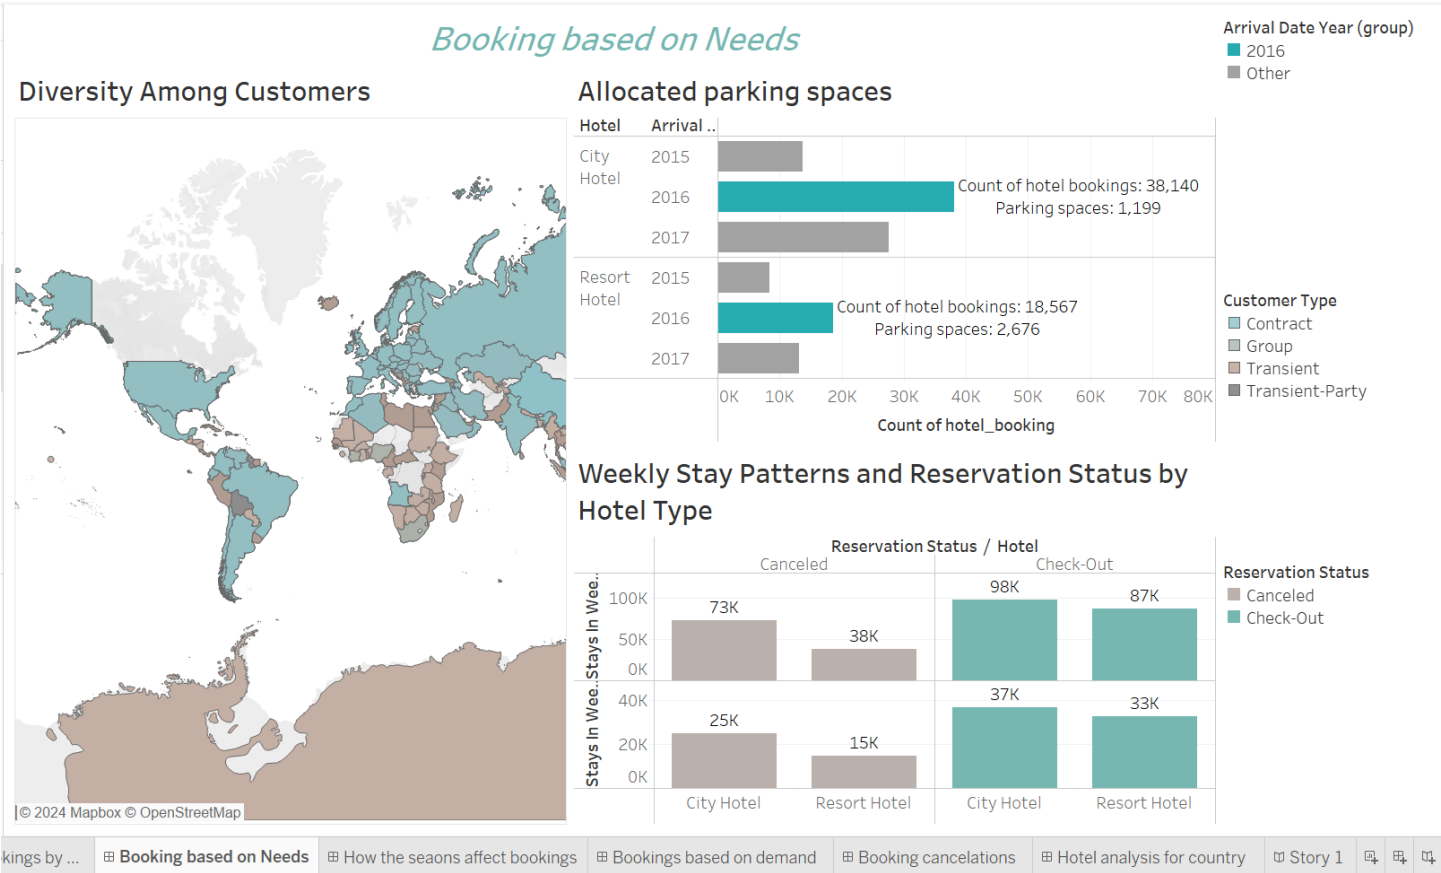 Booking based on Needs
Arrival Date Year (group)
2016
Other
Diversity Among Customers
© 2024 Mapbox © OpenStreetMap
Allocated parking spaces
Hotel Arrival ..
City Hotel
2015
2016
Count of hotel bookings: 38,140
Parking spaces: 1,199
2017
Resort Hotel
2015
2016
Count of hotel bookings: 18,567
Parking spaces: 2,676
2017
0K 10K 20K 30K 40K 50K 60K 70K 80K
Count of hotel_booking
Customer Type
Contract
Group
Transient
Transient-Party
Weekly Stay Patterns and Reservation Status by
Hotel Type
Reservation Status / Hotel
Canceled Check-Out
Stays In Wee..
100K
50K
0K
73K 38K 98K 87K
Stays In Wee..
40K
20K
0K
25K 15K 37K 33K
City Hotel Resort Hotel City Hotel Resort Hotel
Reservation Status
Canceled
Check-Out
kings by ... Booking based on Needs How the seaons affect bookings Bookings based on demand Booking cancelations Hotel analysis for country Story 1